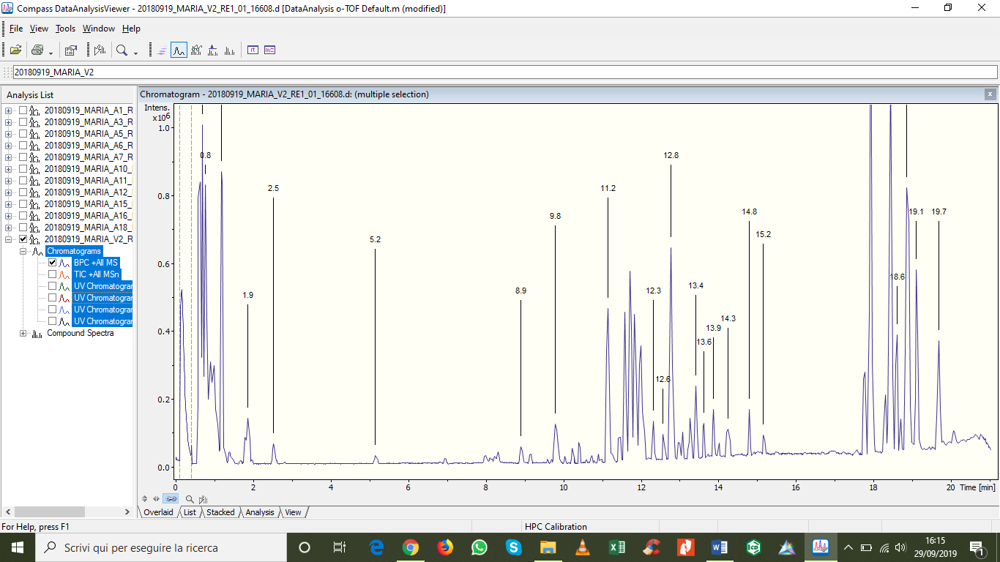 Compass DataAnalysisViewer - 20180919_MARIA_V2_RE1_01_16608.d [DataAnalysis o-TOF Default.m (modified)]
File View Tools Window Help
rt m/z
20180919_MARIA_V2
Analysis List
20180919_MARIA_A1_R
20180919_MARIA_A3_R
20180919_MARIA_A5_R
20180919_MARIA_A6_R
20180919_MARIA_A7_R
20180919_MARIA_A10_
20180919_MARIA_A11_
20180919_MARIA_A12_
20180919_MARIA_A15_
20180919_MARIA_A16_
20180919_MARIA_A18_
20180919_MARIA_V2_R
Chromatograms
BPC +All MS
TIC +All MSn
UV Chromatogra
UV Chromatogra
UV Chromatogra
UV Chromatogra
Compound Spectra
Chromatogram - 20180919_MARIA_V2_RE1_01_16608.d: (multiple selection)
Intens.
x10⁶
1.0
0.8
0.6
0.4
0.2
0.0
0.8
1.9
2.5
5.2
8.9
9.8
11.2
12.3
12.6
12.8
13.4
13.6
13.9
14.3
14.8
15.2
18.6
19.1
19.7
0 2 4 6 8 10 12 14 16 18 20 Time [min]
Overlaid List Stacked Analysis View
For Help, press F1
HPC Calibration
Scrivi qui per eseguire la ricerca
16:15
29/09/2019
1